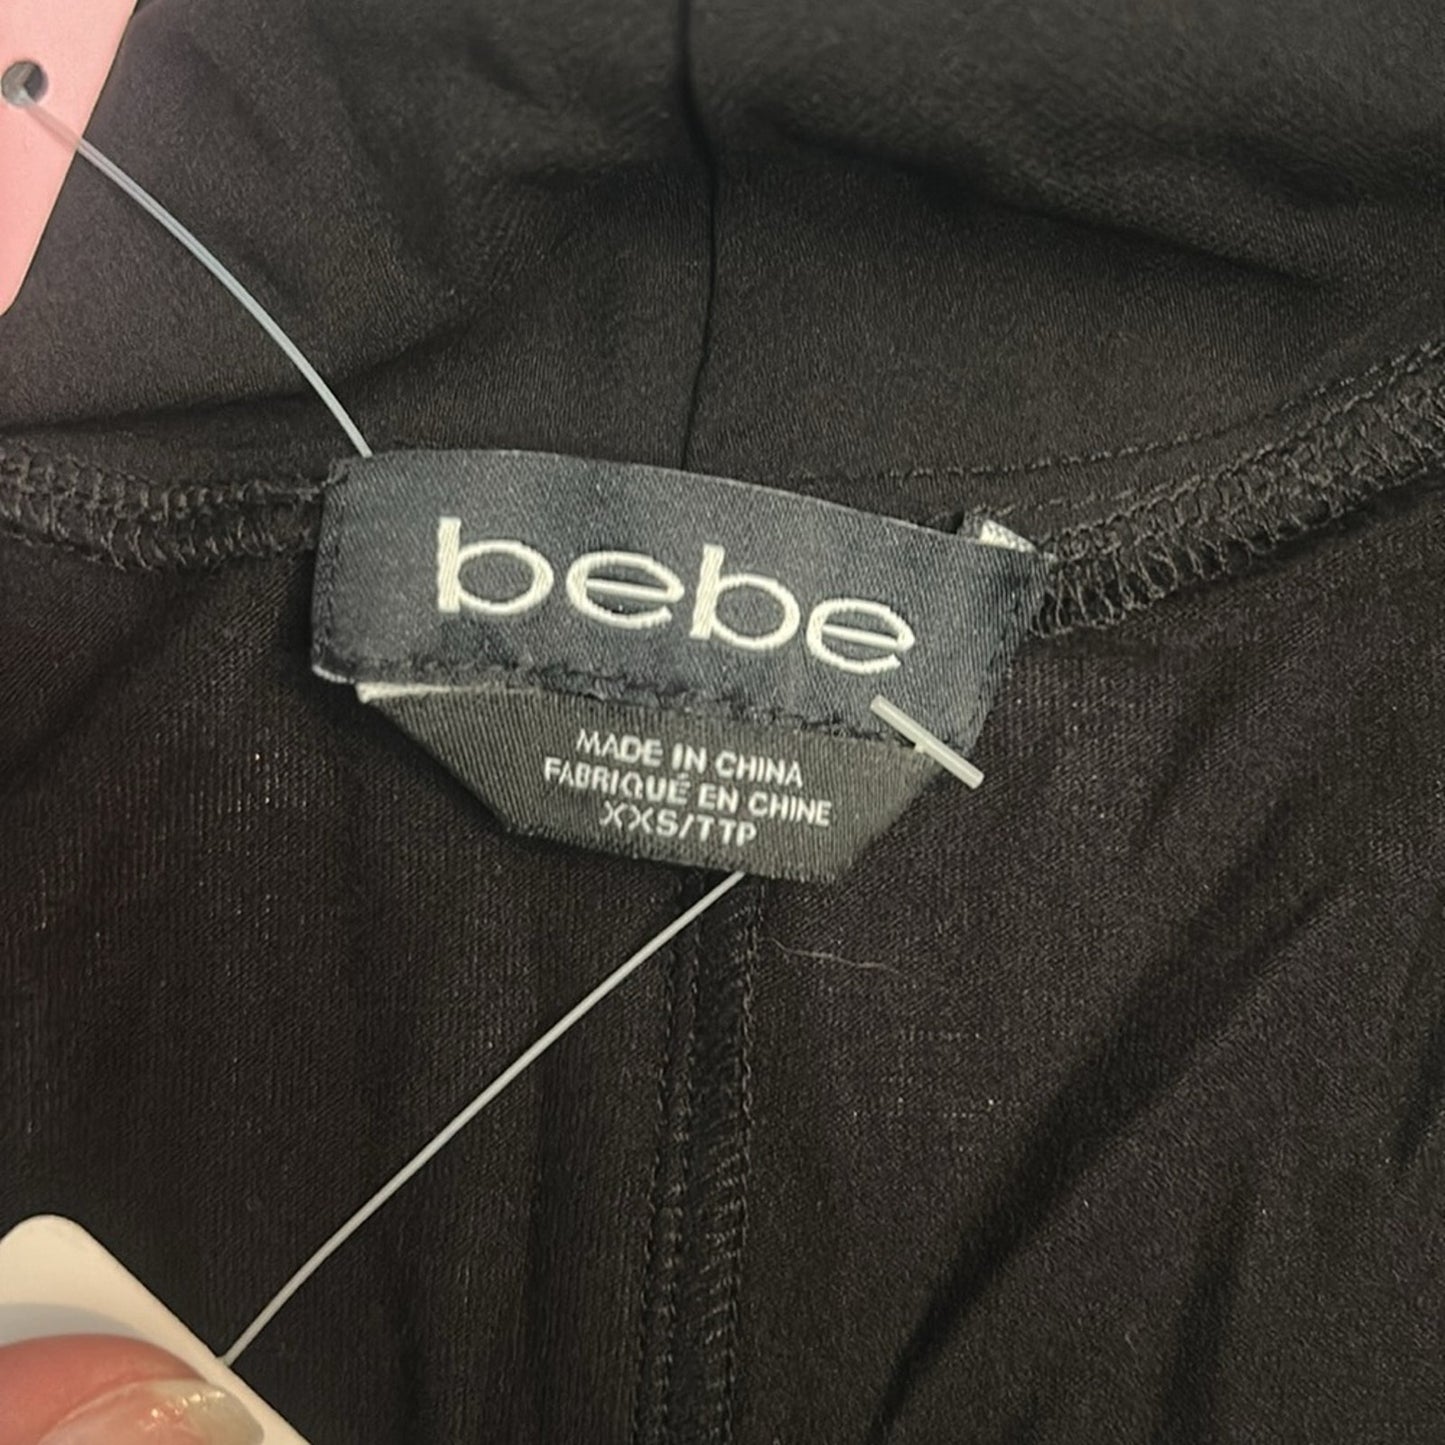 bebe
MADE IN CHINA
FABRIQUÉ EN CHINE
XXS/TTP